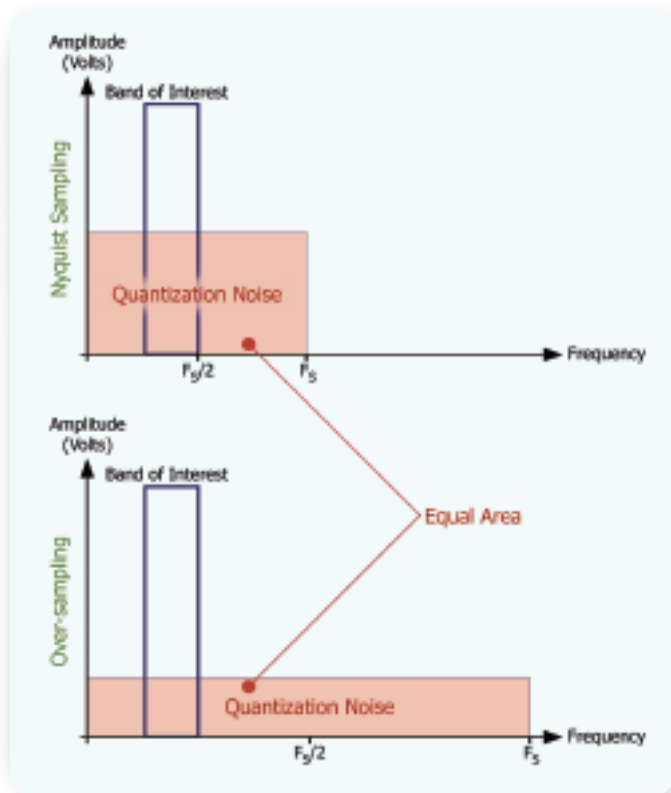 Amplitude
(Volts)
Band of Interest
Nyquist Sampling
Quantization Noise
Frequency
FS/2
FS
Amplitude
(Volts)
Band of Interest
Equal Area
Over-sampling
Quantization Noise
Frequency
FS/2
FS